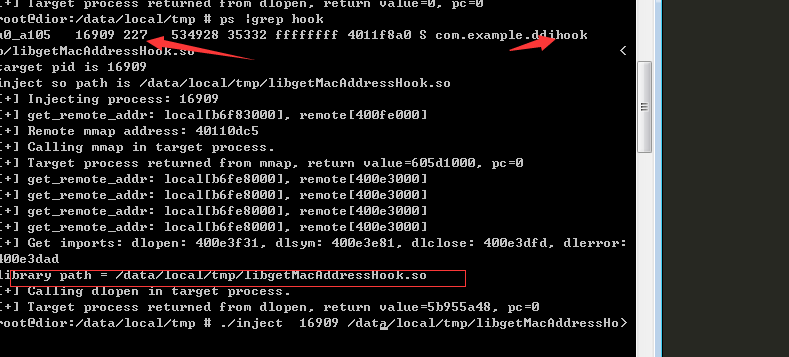 [+] Target process returned from dlopen, return value=0, pc=0
root@dior:/data/local/tmp # ps |grep hook
a0_a105   16909 227   534928 35332 ffffffff 4011f8a0 S com.example.ddihook
p/libgetMacAddressHook.so                                                    <
target pid is 16909
inject so path is /data/local/tmp/libgetMacAddressHook.so
[+] Injecting process: 16909
[+] get_remote_addr: local[b6f83000], remote[400fe000]
[+] Remote mmap address: 40110dc5
[+] Calling mmap in target process.
[+] Target process returned from mmap, return value=605d1000, pc=0
[+] get_remote_addr: local[b6fe8000], remote[400e3000]
[+] get_remote_addr: local[b6fe8000], remote[400e3000]
[+] get_remote_addr: local[b6fe8000], remote[400e3000]
[+] get_remote_addr: local[b6fe8000], remote[400e3000]
[+] Get imports: dlopen: 400e3f31, dlsym: 400e3e81, dlclose: 400e3dfd, dlerror:
400e3dad
library path = /data/local/tmp/libgetMacAddressHook.so
[+] Calling dlopen in target process.
[+] Target process returned from dlopen, return value=5b955a48, pc=0
root@dior:/data/local/tmp # ./inject  16909 /data/local/tmp/libgetMacAddressHo>